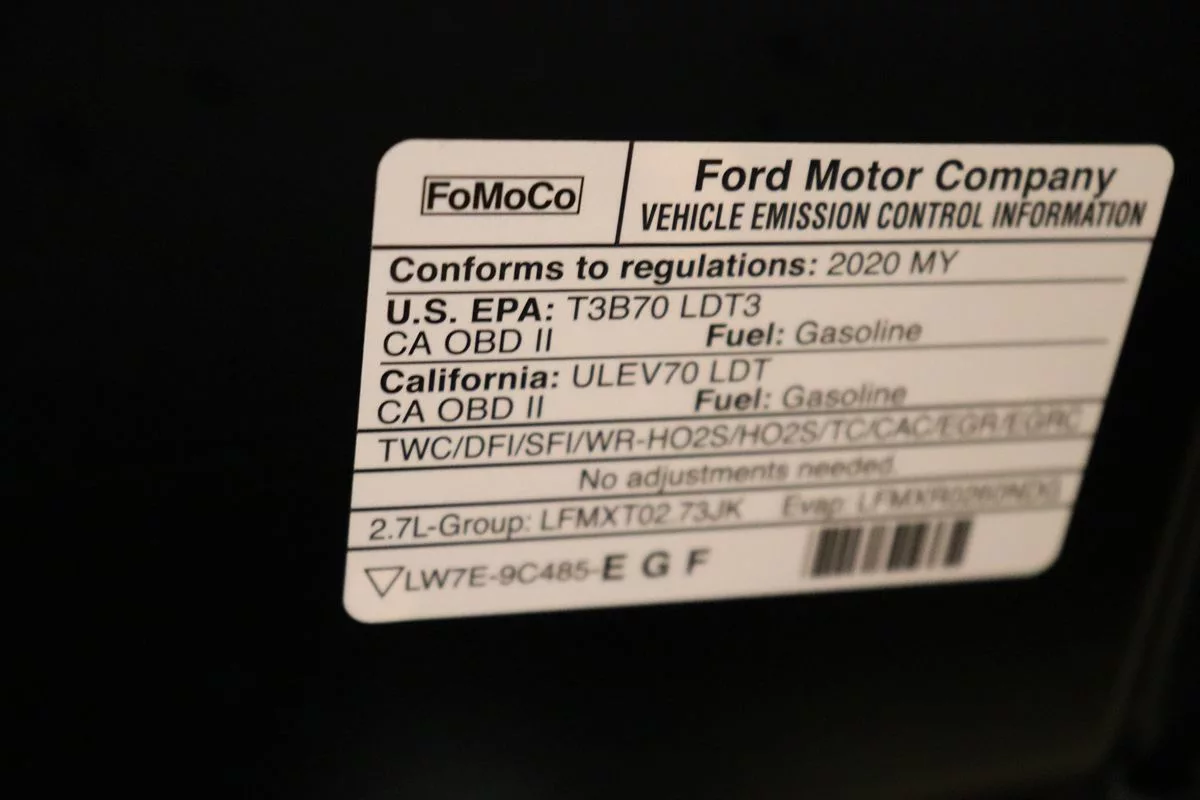 FoMoCo
Ford Motor Company
VEHICLE EMISSION CONTROL INFORMATION
Conforms to regulations: 2020 MY
U.S. EPA: T3B70 LDT3
CA OBD II Fuel: Gasoline
California: ULEV70 LDT
CA OBD II Fuel: Gasoline
TWC/DFI/SFI/WR-HO2S/HO2S/TC/CAC/EGR/EGRC
No adjustments needed.
2.7L-Group: LFMXT02.73JK Evap:
LW7E-9C485-E G F